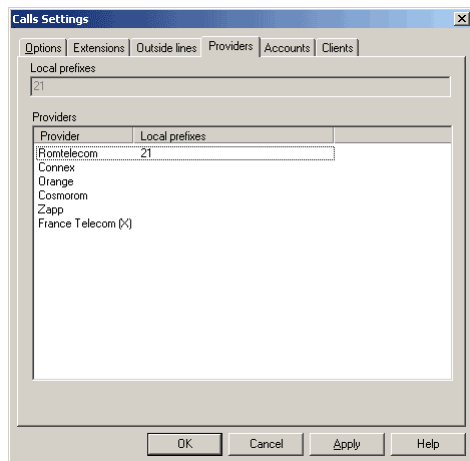 Calls Settings
Options Extensions Outside lines Providers Accounts Clients
Local prefixes
21
Providers
Provider Local prefixes
Romtelecom 21
Connex
Orange
Cosmorom
Zapp
France Telecom (X)
OK Cancel Apply Help